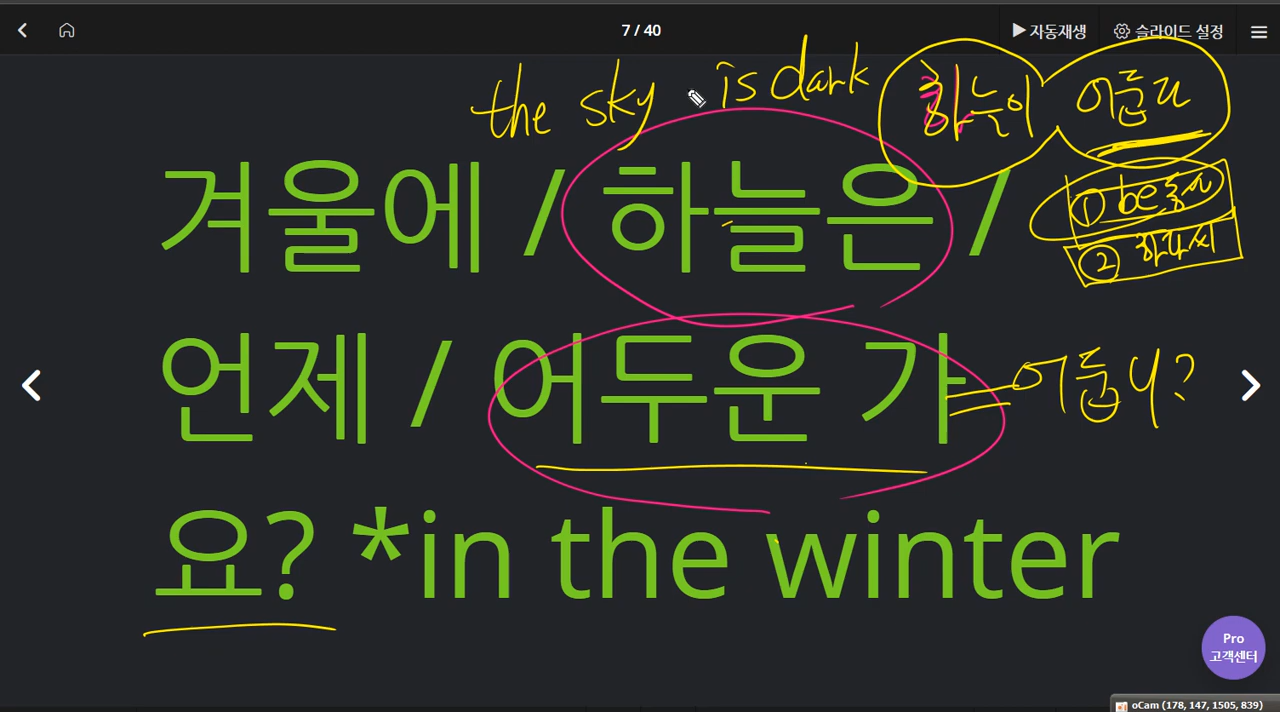 7 / 40
▶ 자동재생
슬라이드 설정
the sky is dark
하늘이 어둡다
겨울에 / 하늘은 /
① be동사
② 하다씨
언제 / 어두운 가
어둡니?
요? *in the winter
Pro
고객센터
oCam (178, 147, 1505, 839)